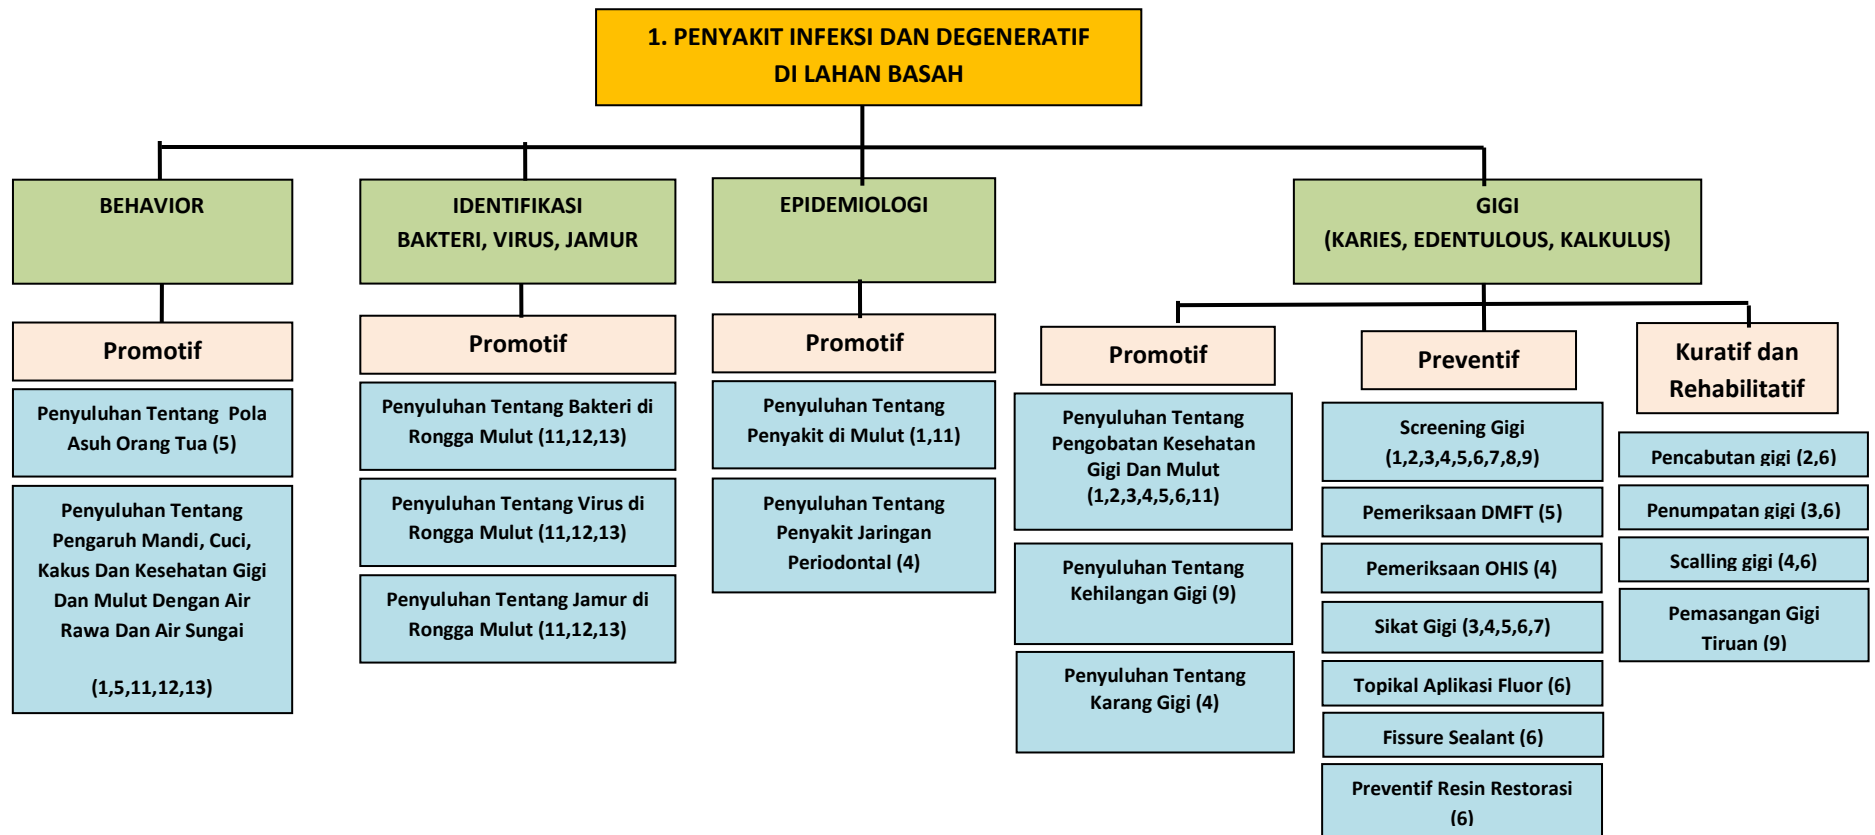 1. PENYAKIT INFEKSI DAN DEGENERATIF
DI LAHAN BASAH
BEHAVIOR
IDENTIFIKASI
BAKTERI, VIRUS, JAMUR
EPIDEMIOLOGI
GIGI
(KARIES, EDENTULOUS, KALKULUS)
Promotif
Penyuluhan Tentang Pola
Asuh Orang Tua (5)
Penyuluhan Tentang
Pengaruh Mandi, Cuci,
Kakus Dan Kesehatan Gigi
Dan Mulut Dengan Air
Rawa Dan Air Sungai
(1,5,11,12,13)
Promotif
Penyuluhan Tentang Bakteri di
Rongga Mulut (11,12,13)
Penyuluhan Tentang Virus di
Rongga Mulut (11,12,13)
Penyuluhan Tentang Jamur di
Rongga Mulut (11,12,13)
Promotif
Penyuluhan Tentang
Penyakit di Mulut (1,11)
Penyuluhan Tentang
Penyakit Jaringan
Periodontal (4)
Promotif
Penyuluhan Tentang
Pengobatan Kesehatan
Gigi Dan Mulut
(1,2,3,4,5,6,11)
Penyuluhan Tentang
Kehilangan Gigi (9)
Penyuluhan Tentang
Karang Gigi (4)
Preventif
Screening Gigi
(1,2,3,4,5,6,7,8,9)
Pemeriksaan DMFT (5)
Pemeriksaan OHIS (4)
Sikat Gigi (3,4,5,6,7)
Topikal Aplikasi Fluor (6)
Fissure Sealant (6)
Preventif Resin Restorasi
(6)
Kuratif dan
Rehabilitatif
Pencabutan gigi (2,6)
Penumpatan gigi (3,6)
Scalling gigi (4,6)
Pemasangan Gigi
Tiruan (9)